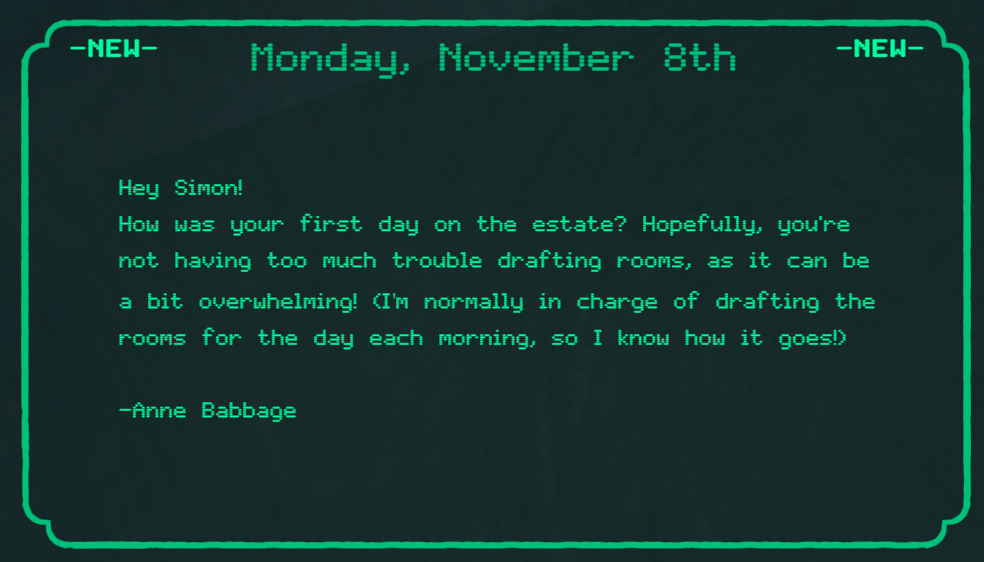 -NEW- Monday, November 8th -NEW-
Hey Simon!
How was your first day on the estate? Hopefully, you're
not having too much trouble drafting rooms, as it can be
a bit overwhelming! (I'm normally in charge of drafting the
rooms for the day each morning, so I know how it goes!)
-Anne Babbage